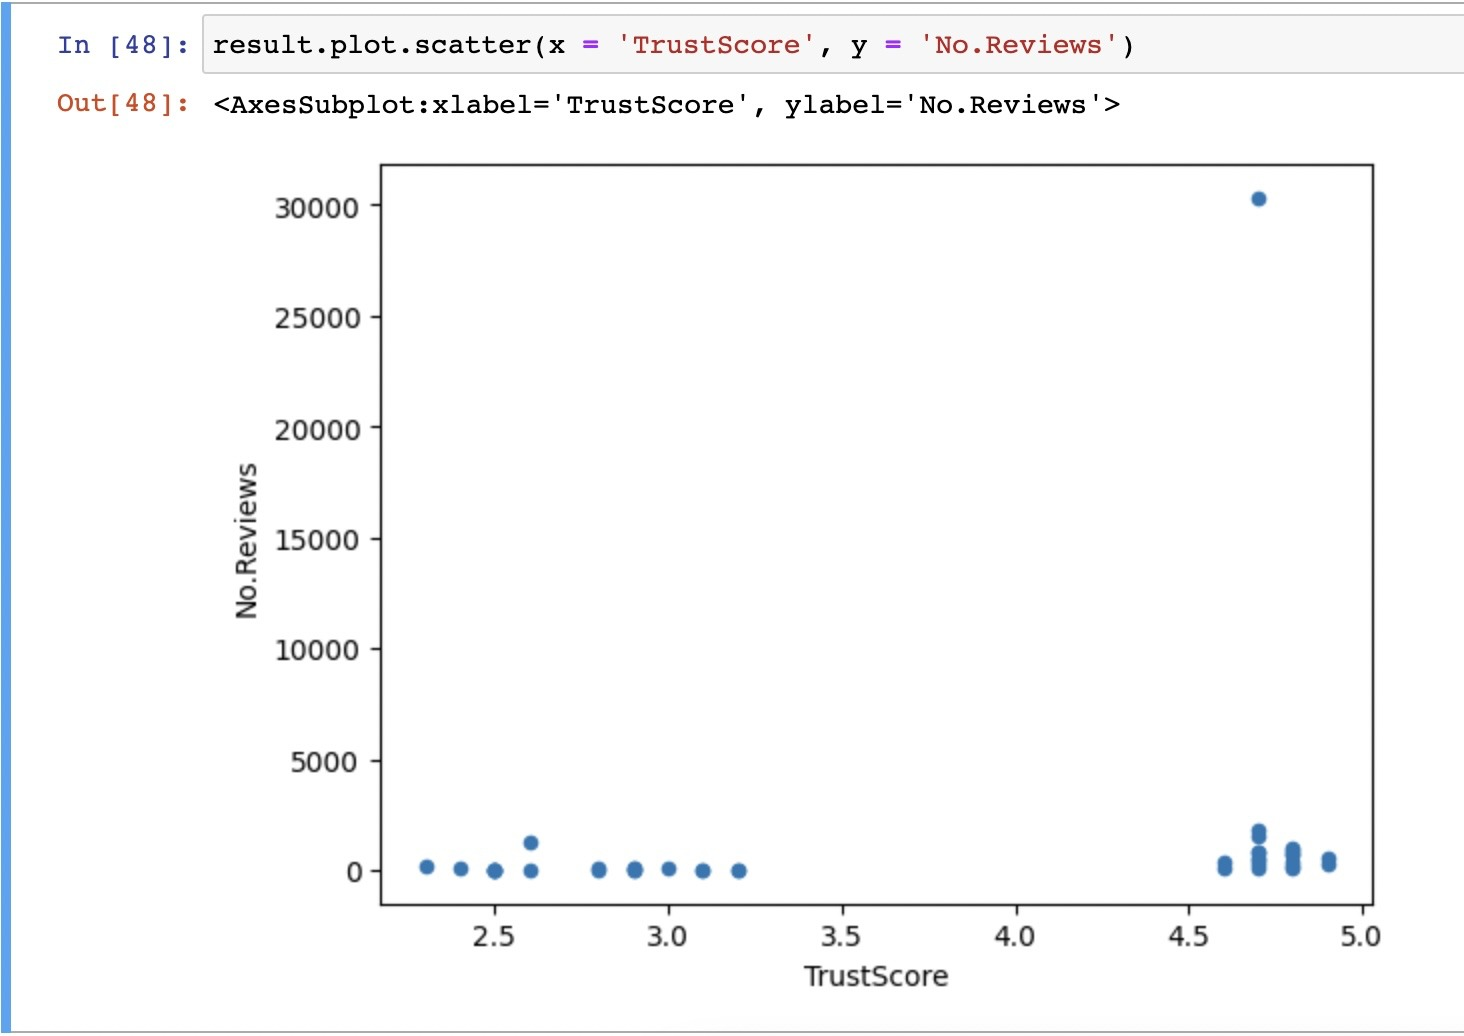 In [48]: result.plot.scatter(x = 'TrustScore', y = 'No.Reviews')
Out[48]: <AxesSubplot:xlabel='TrustScore', ylabel='No.Reviews'>
30000
25000
20000
15000
10000
5000
0
No.Reviews
2.5 3.0 3.5 4.0 4.5 5.0
TrustScore